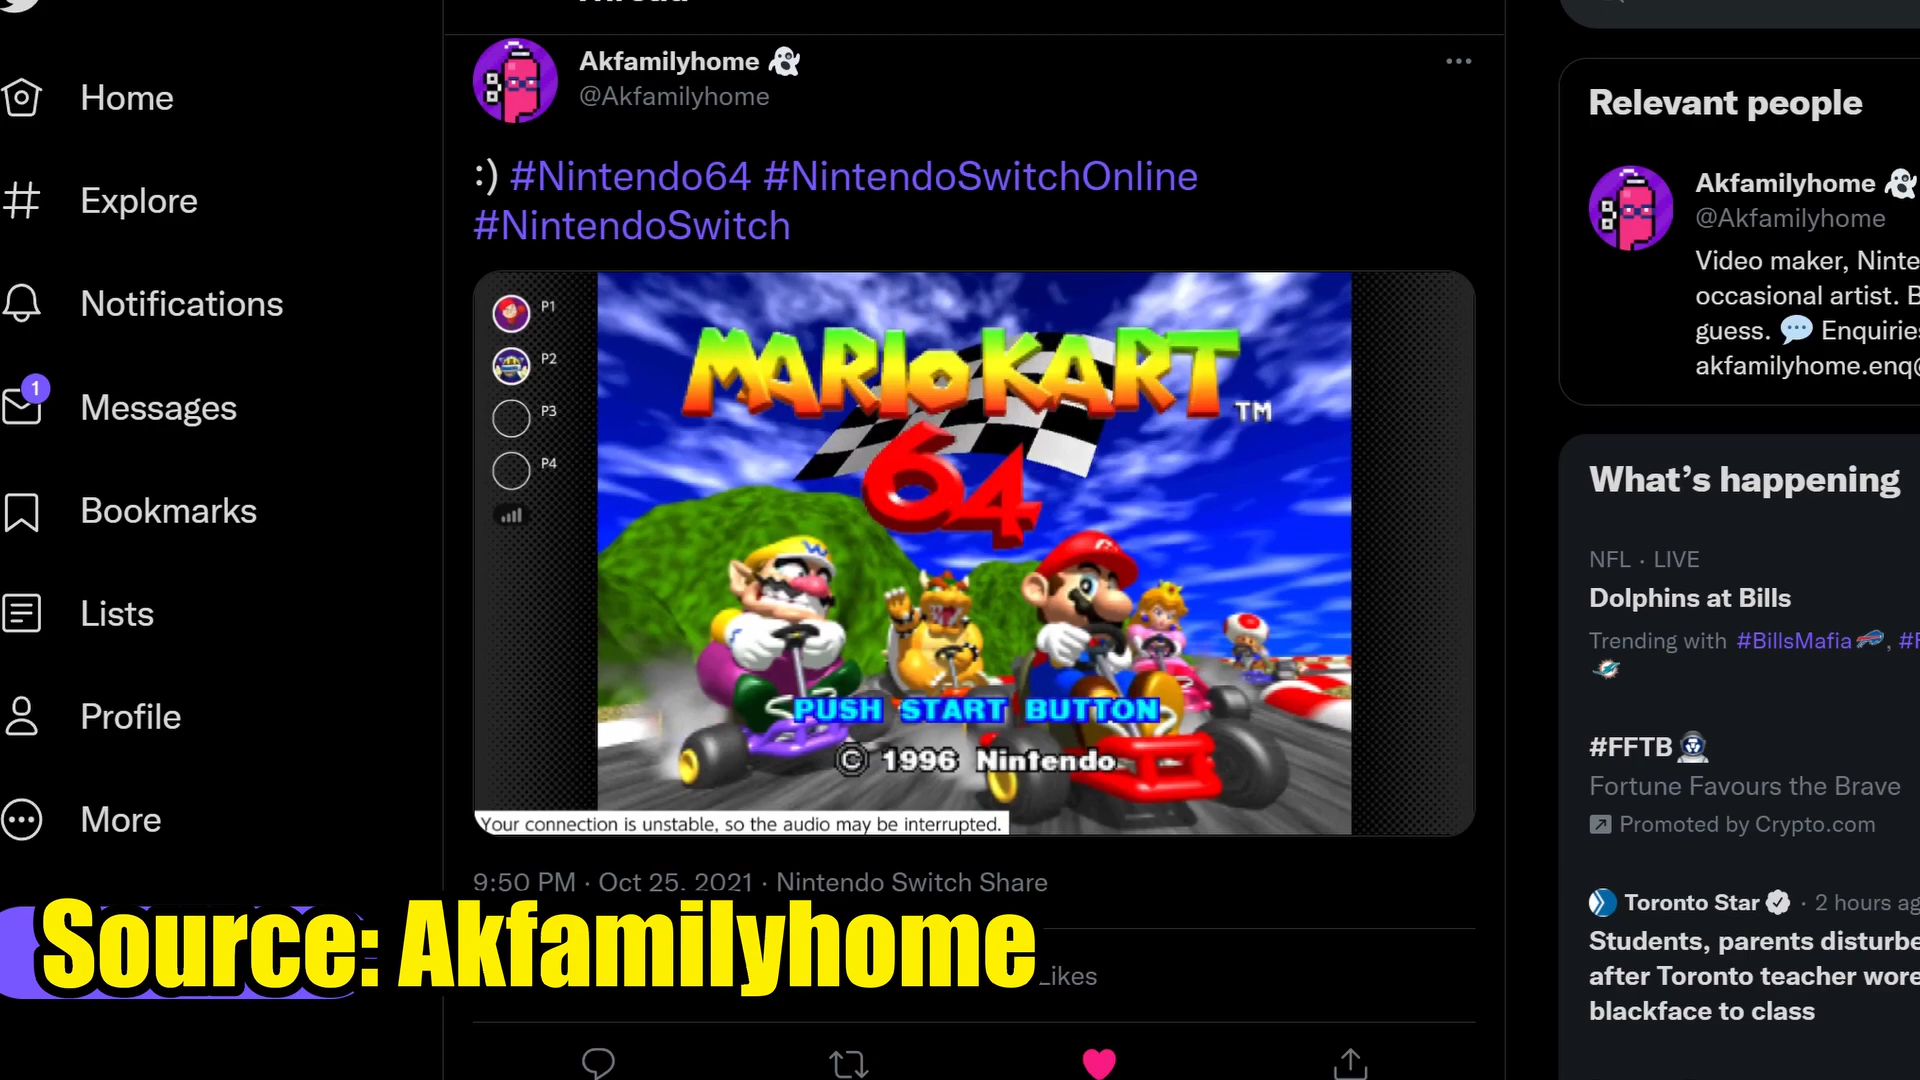 Home
Explore
Notifications
1
Messages
Bookmarks
Lists
Profile
More
Akfamilyhome
@Akfamilyhome
:) #Nintendo64 #NintendoSwitchOnline
#NintendoSwitch
P1
P2
P3
P4
MARIO KART TM
64
PUSH START BUTTON
© 1996 Nintendo
Your connection is unstable, so the audio may be interrupted.
9:50 PM · Oct 25, 2021 · Nintendo Switch Share
Likes
Source: Akfamilyhome
Relevant people
Akfamilyhome
@Akfamilyhome
Video maker, Ninte
occasional artist. B
guess. 💬 Enquiries
akfamilyhome.enq@
What’s happening
NFL · LIVE
Dolphins at Bills
Trending with #BillsMafia, #F
#FFTB
Fortune Favours the Brave
Promoted by Crypto.com
Toronto Star · 2 hours ag
Students, parents disturbe
after Toronto teacher wore
blackface to class